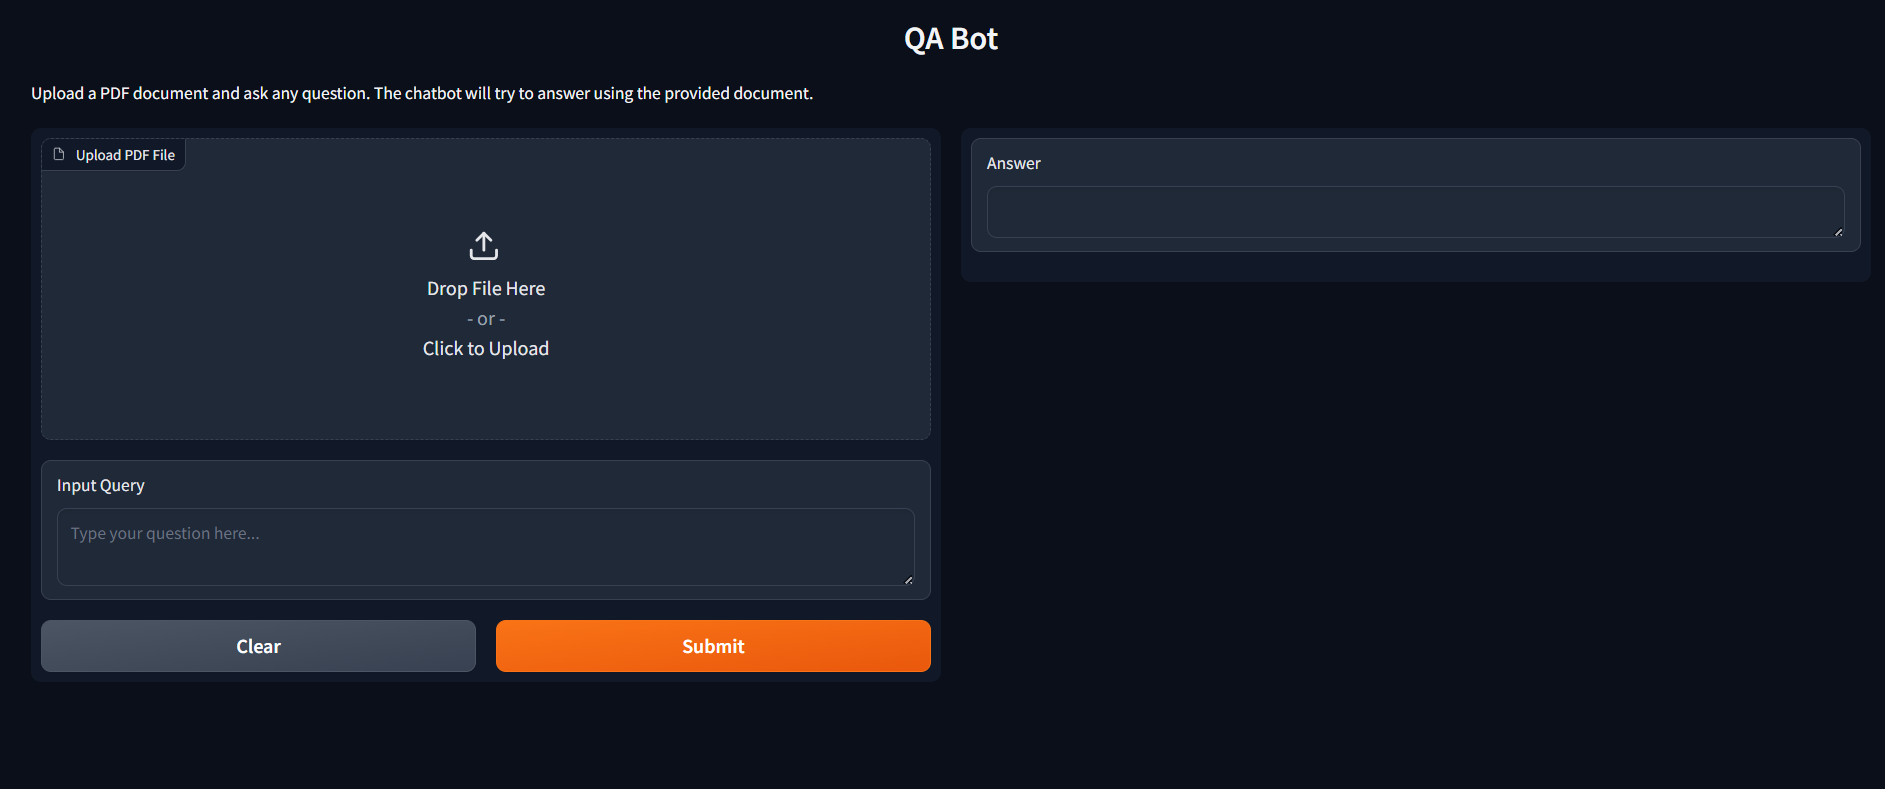 QA Bot
Upload a PDF document and ask any question. The chatbot will try to answer using the provided document.
Upload PDF File
Drop File Here
- or -
Click to Upload
Input Query
Type your question here...
Clear
Submit
Answer